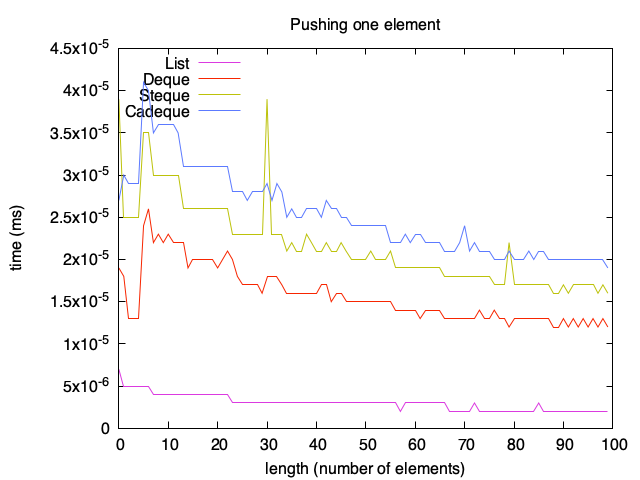 Pushing one element
4.5x10-5
4x10-5
3.5x10-5
3x10-5
2.5x10-5
2x10-5
1.5x10-5
1x10-5
5x10-6
0
time (ms)
List
Deque
Steque
Cadeque
0 10 20 30 40 50 60 70 80 90 100
length (number of elements)